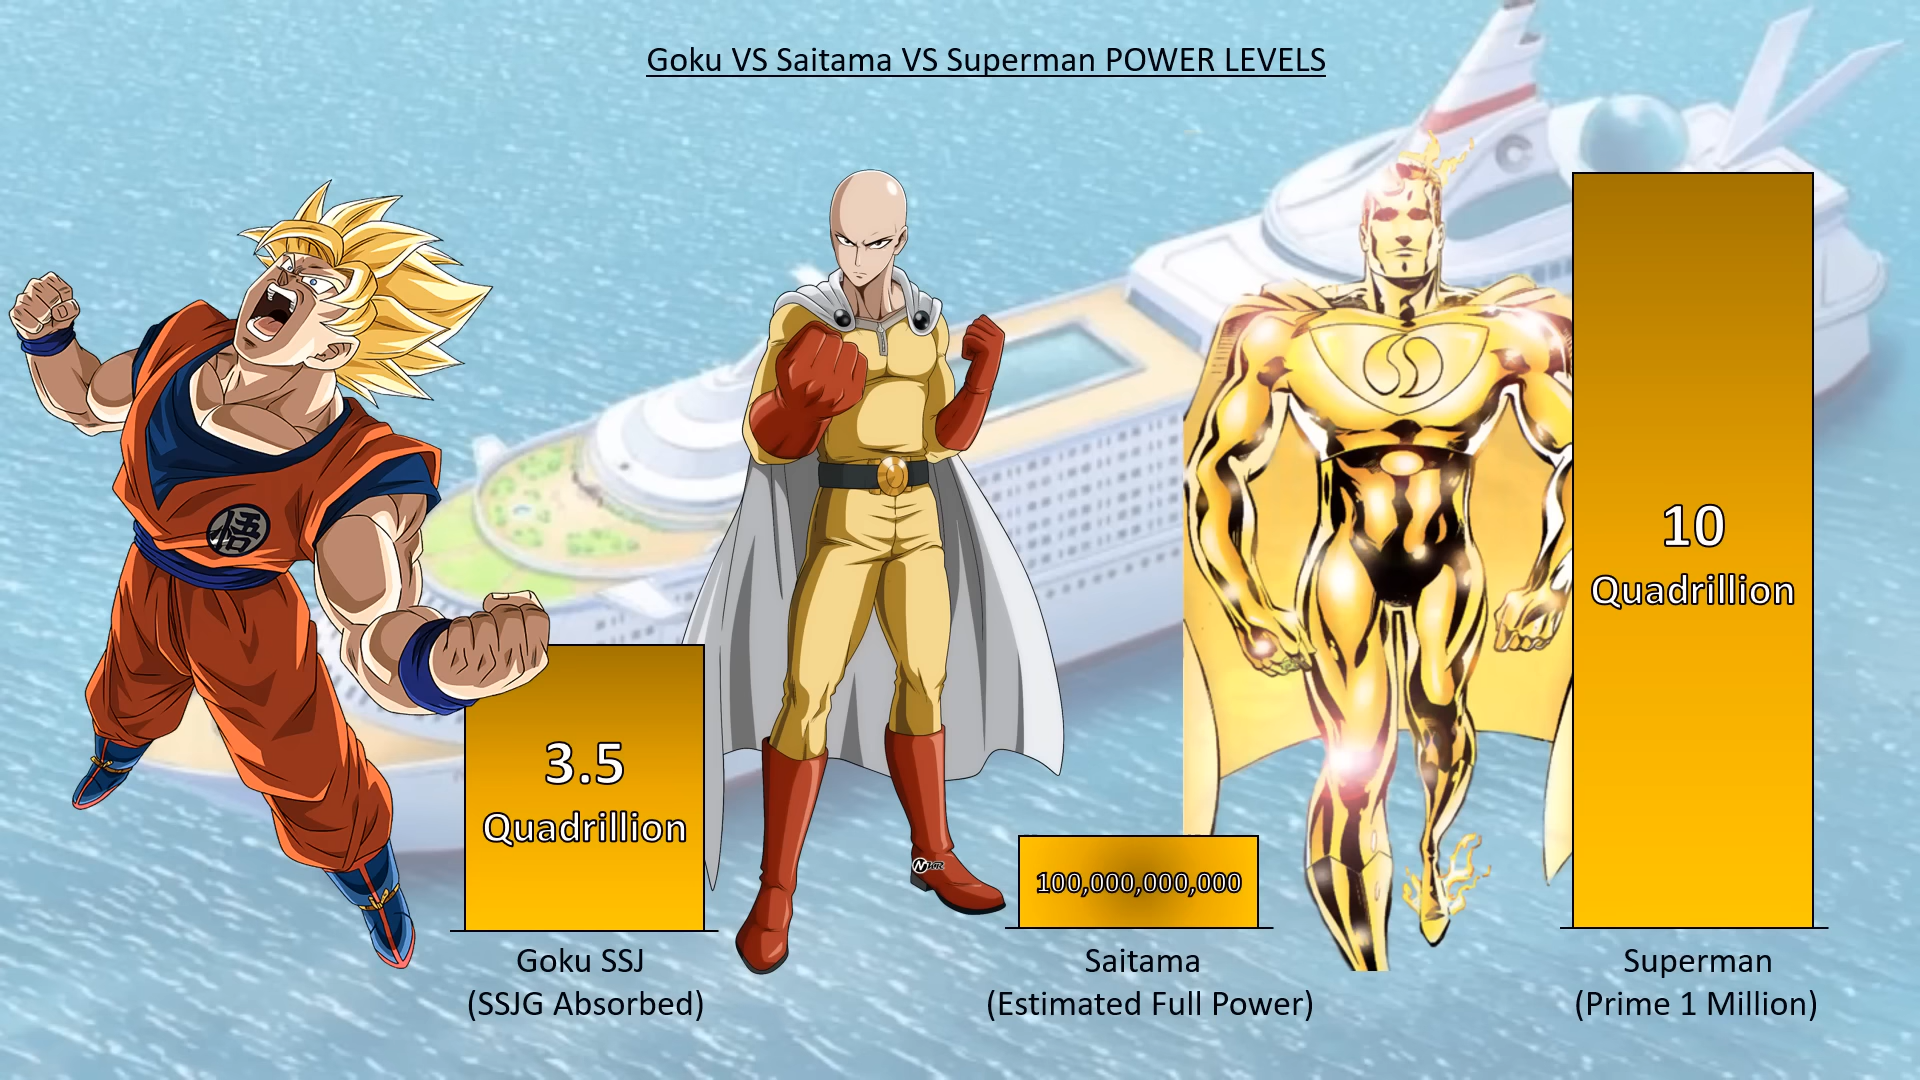 Goku VS Saitama VS Superman POWER LEVELS
悟
3.5
Quadrillion
100,000,000,000
10
Quadrillion
Goku SSJ
(SSJG Absorbed)
Saitama
(Estimated Full Power)
Superman
(Prime 1 Million)